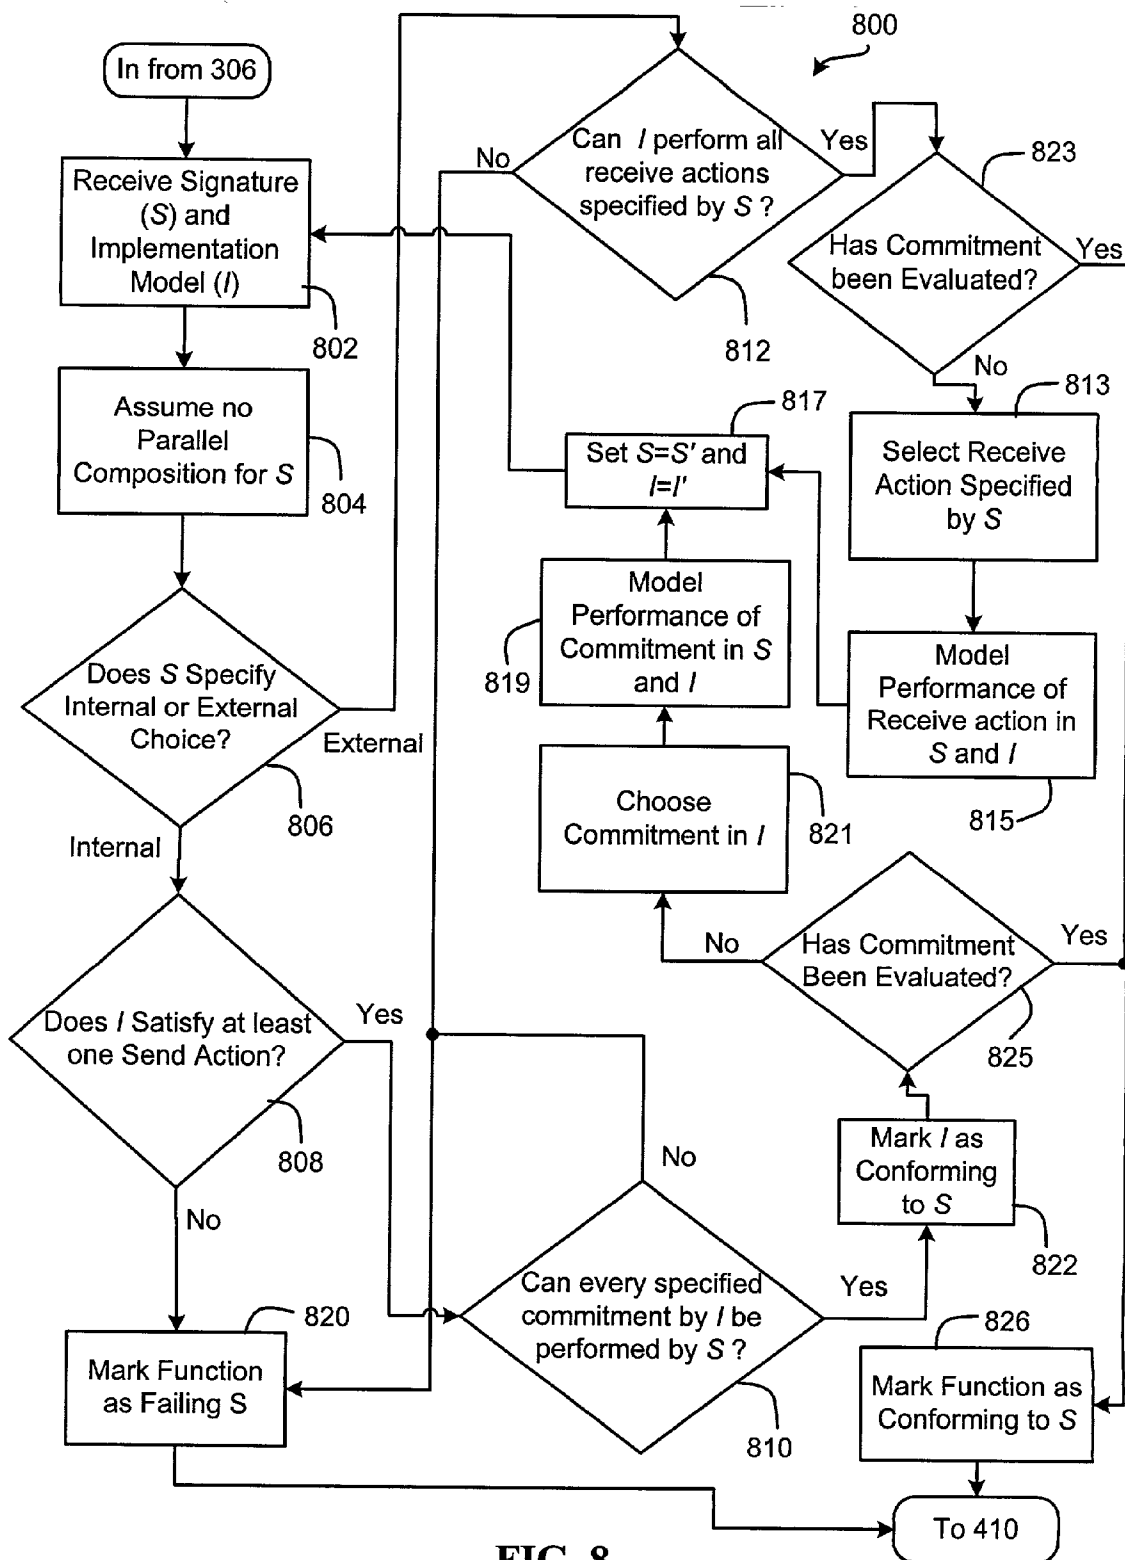 800
In from 306
Can I perform all
receive actions
specified by S ?
No
Yes
823
Receive Signature
(S) and
Implementation
Model (I)
802
Has Commitment
been Evaluated?
Yes
812
No
Assume no
Parallel
Composition for S
804
817
Set S=S' and
I=I'
813
Select Receive
Action Specified
by S
Model
Performance of
Commitment in S
and I
819
Model
Performance of
Receive action in
S and I
815
Does S Specify
Internal or External
Choice?
External
806
Internal
Choose
Commitment in I
821
Has Commitment
Been Evaluated?
No
Yes
825
Does I Satisfy at least
one Send Action?
Yes
808
No
Mark I as
Conforming
to S
822
No
Can every specified
commitment by I be
performed by S ?
Yes
810
820
Mark Function
as Failing S
826
Mark Function as
Conforming to S
To 410
FIG. 8